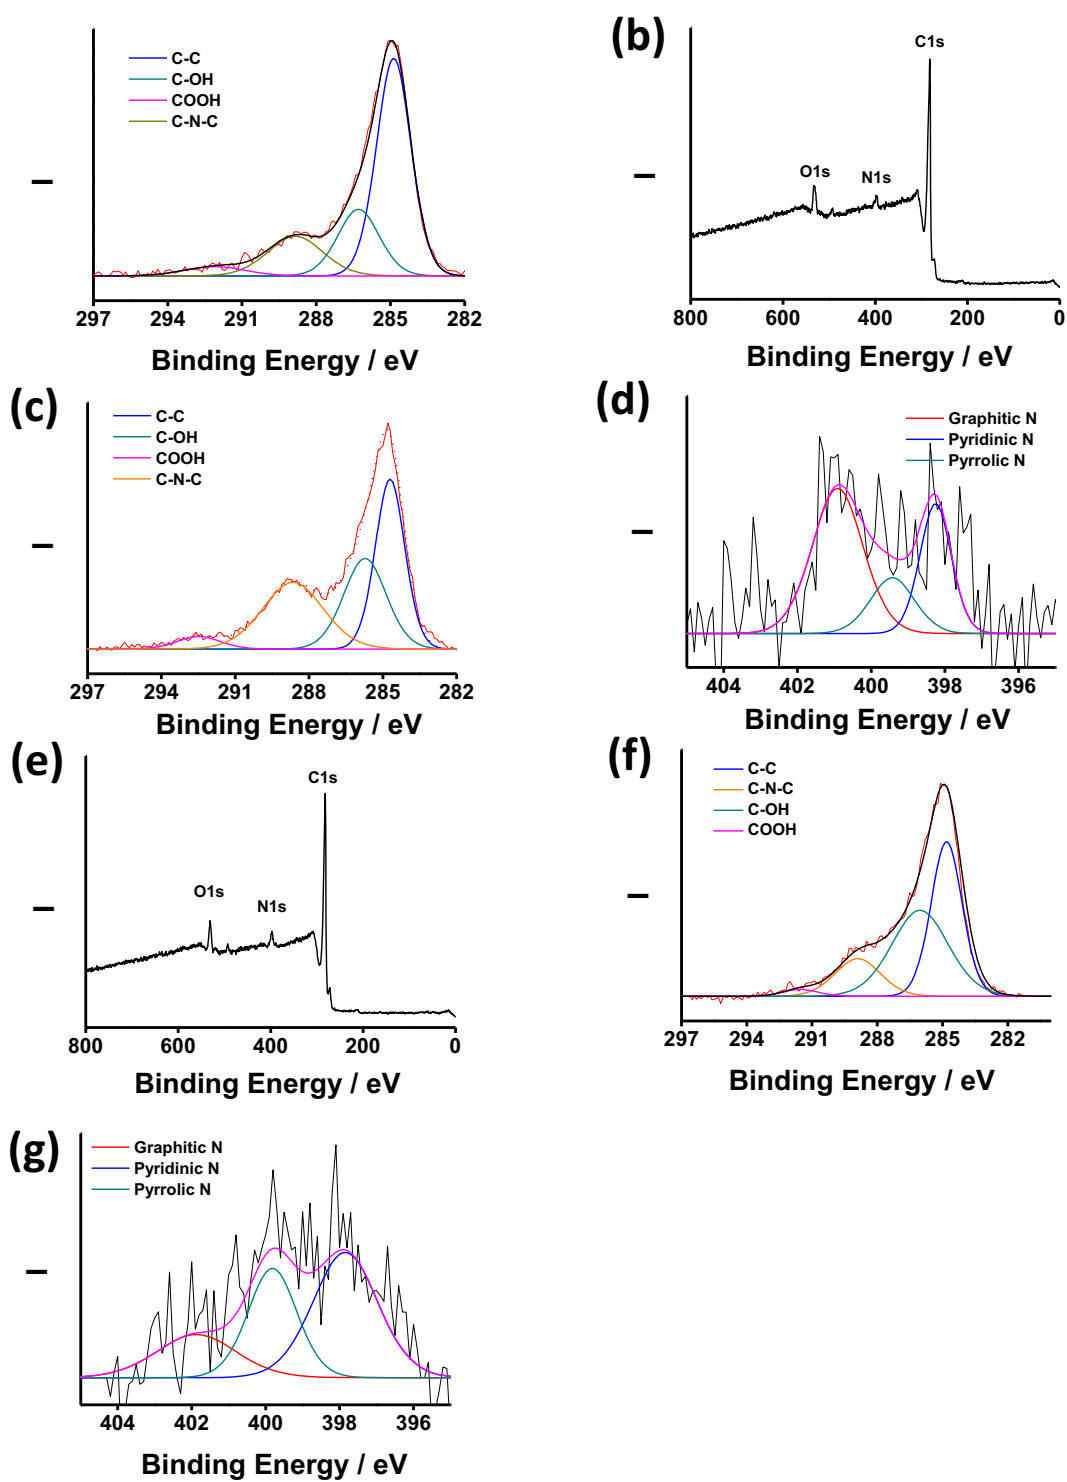 C-C
C-OH
COOH
C-N-C
297 294 291 288 285 282
Binding Energy / eV
(b)
C1s
O1s
N1s
800 600 400 200 0
Binding Energy / eV
(c)
C-C
C-OH
COOH
C-N-C
297 294 291 288 285 282
Binding Energy / eV
(d)
Graphitic N
Pyridinic N
Pyrrolic N
404 402 400 398 396
Binding Energy / eV
(e)
C1s
O1s
N1s
800 600 400 200 0
Binding Energy / eV
(f)
C-C
C-N-C
C-OH
COOH
297 294 291 288 285 282
Binding Energy / eV
(g)
Graphitic N
Pyridinic N
Pyrrolic N
404 402 400 398 396
Binding Energy / eV